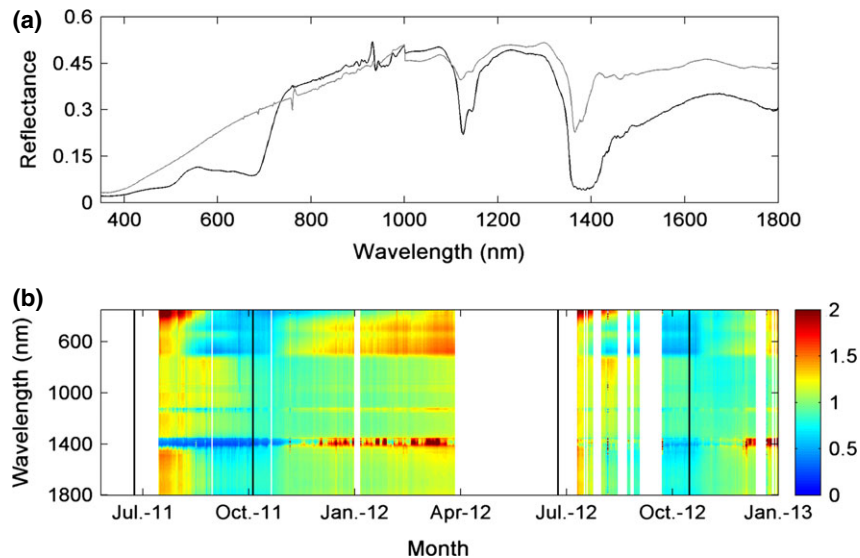 (a)
0.6
0.45
0.3
0.15
0
Reflectance
400 600 800 1000 1200 1400 1600 1800
Wavelength (nm)
(b)
600
1000
1400
1800
Wavelength (nm)
2
1.5
1
0.5
0
Jul.-11 Oct.-11 Jan.-12 Apr.-12 Jul.-12 Oct.-12 Jan.-13
Month